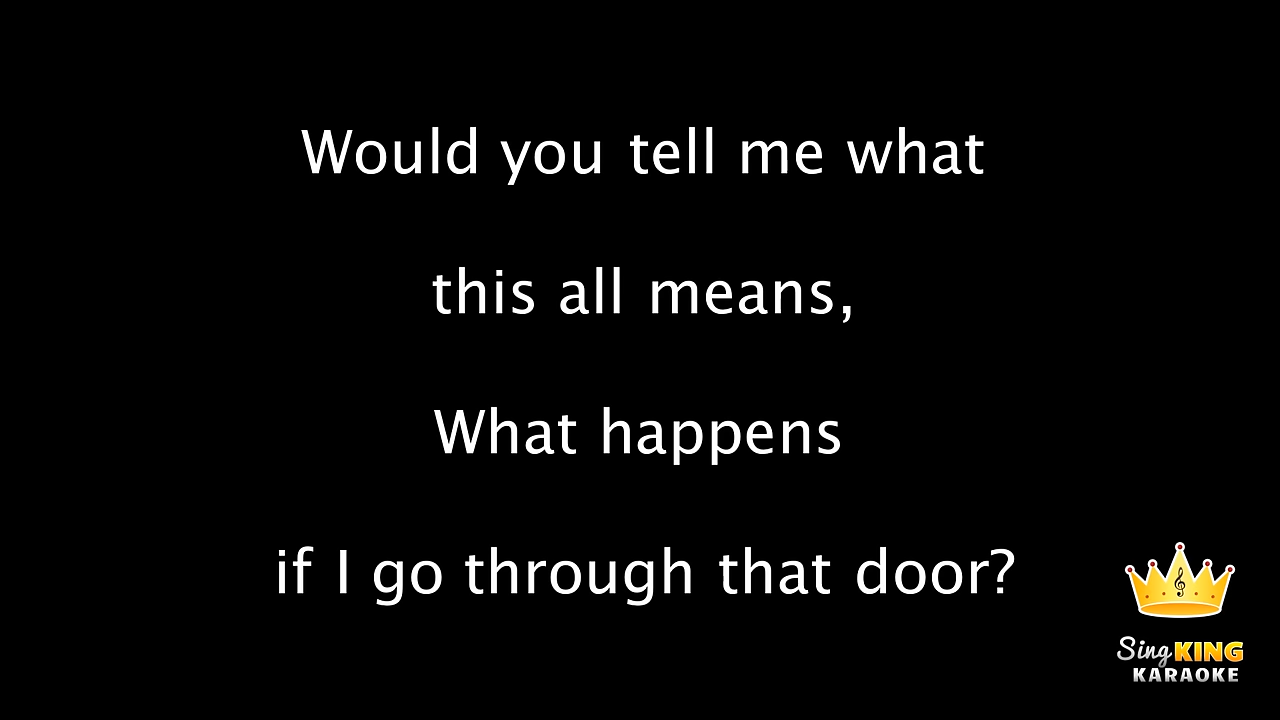 Would you tell me what
this all means,
What happens
if I go through that door?
Sing KING
KARAOKE